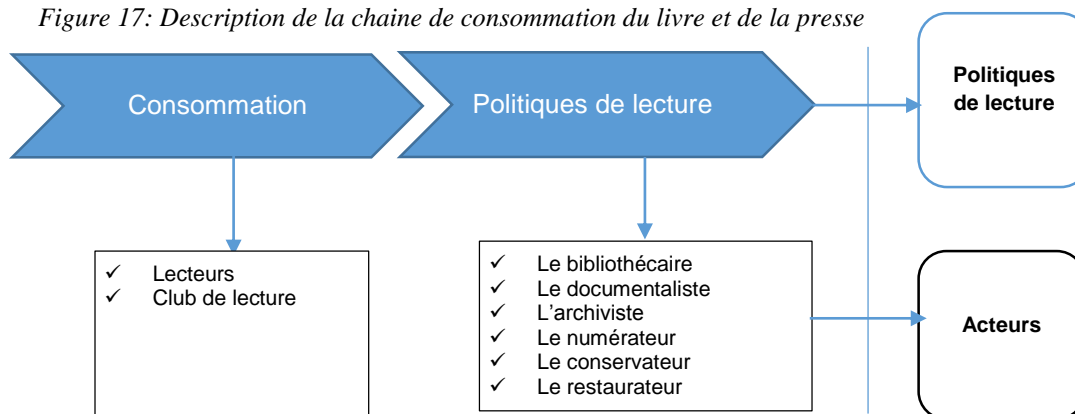 Figure 17: Description de la chaine de consommation du livre et de la presse
Consommation
Politiques de lecture
Politiques
de lecture
✓ Lecteurs
✓ Club de lecture
✓ Le bibliothécaire
✓ Le documentaliste
✓ L’archiviste
✓ Le numérateur
✓ Le conservateur
✓ Le restaurateur
Acteurs